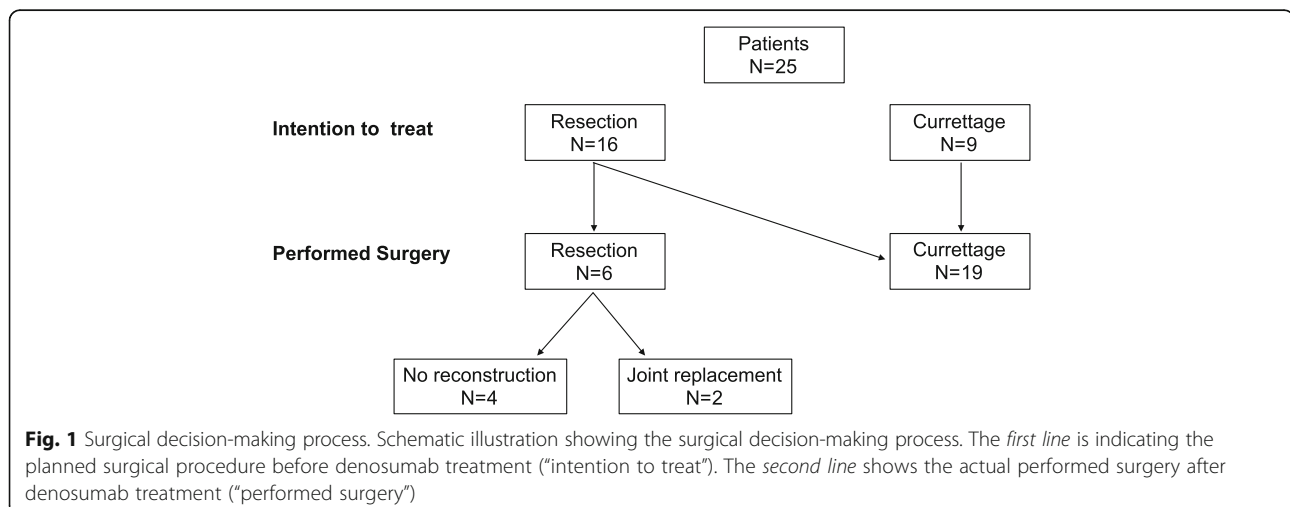 Patients
N=25
Intention to treat
Resection
N=16
Currettage
N=9
Performed Surgery
Resection
N=6
Currettage
N=19
No reconstruction
N=4
Joint replacement
N=2
Fig. 1 Surgical decision-making process. Schematic illustration showing the surgical decision-making process. The first line is indicating the
planned surgical procedure before denosumab treatment (“intention to treat”). The second line shows the actual performed surgery after
denosumab treatment (“performed surgery”)